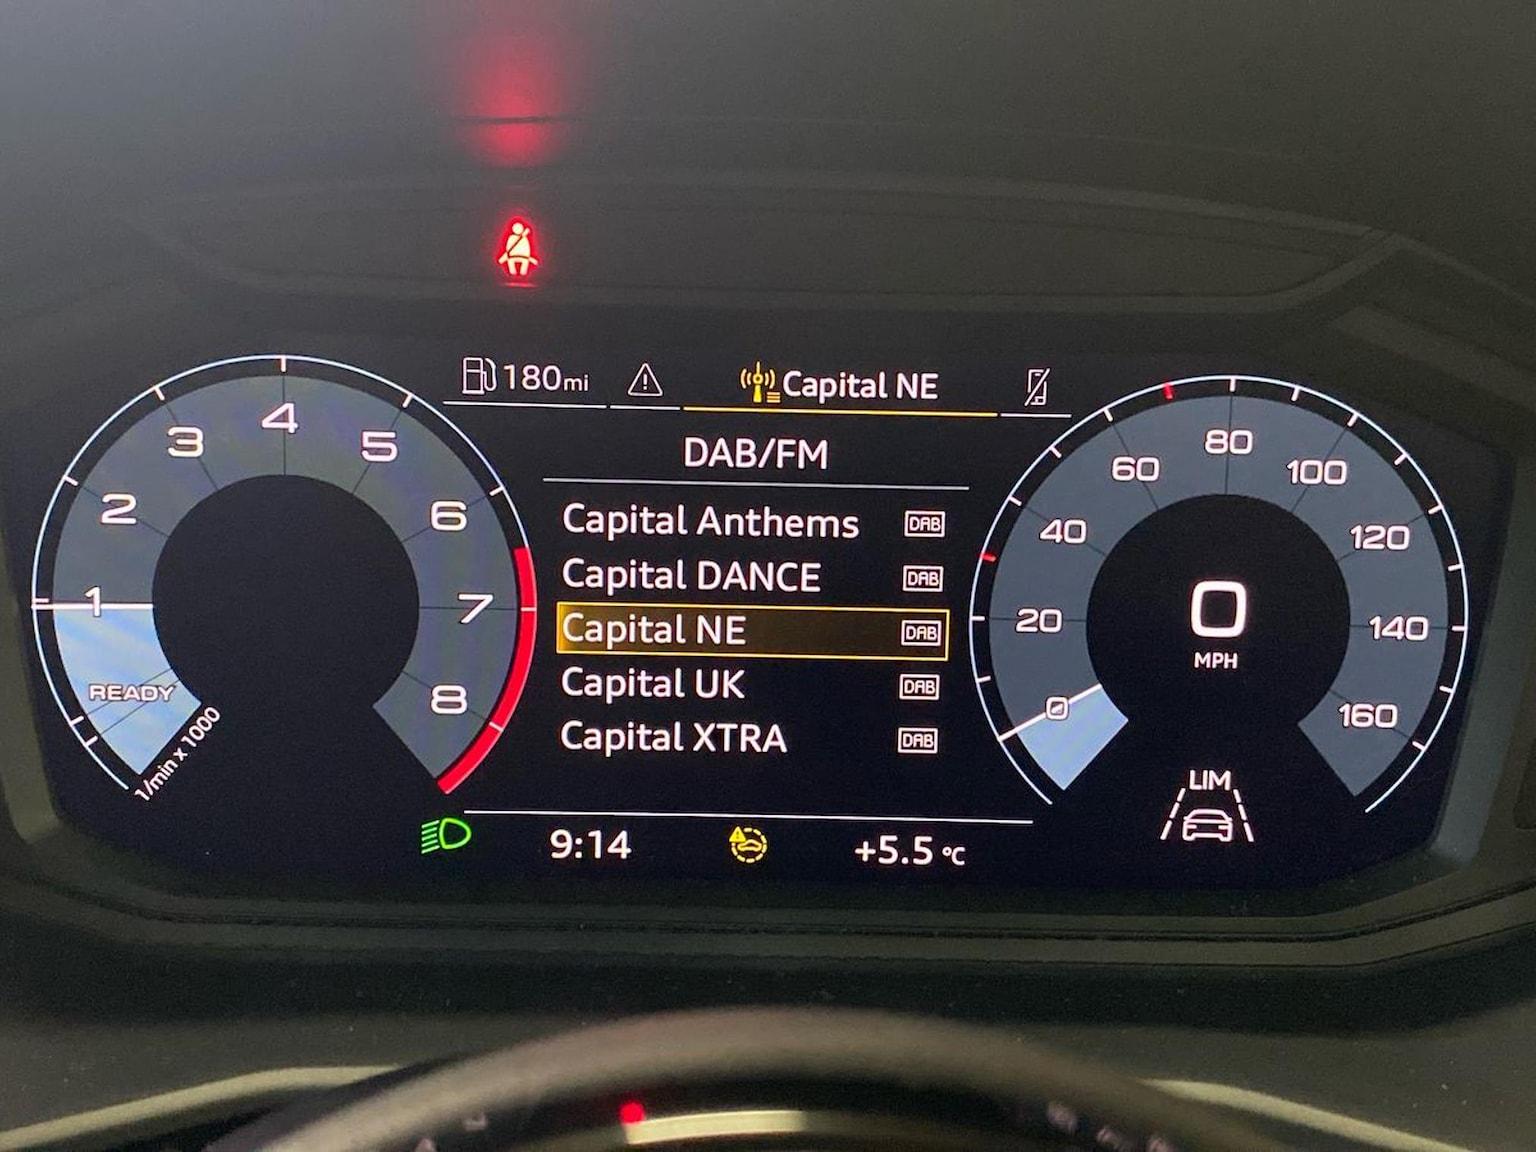 180mi
Capital NE
DAB/FM
Capital Anthems DAB
Capital DANCE DAB
Capital NE DAB
Capital UK DAB
Capital XTRA DAB
9:14
+5.5 °C
1
2
3
4
5
6
7
8
READY
1/min x 1000
0
20
40
60
80
100
120
140
160
0
MPH
LIM